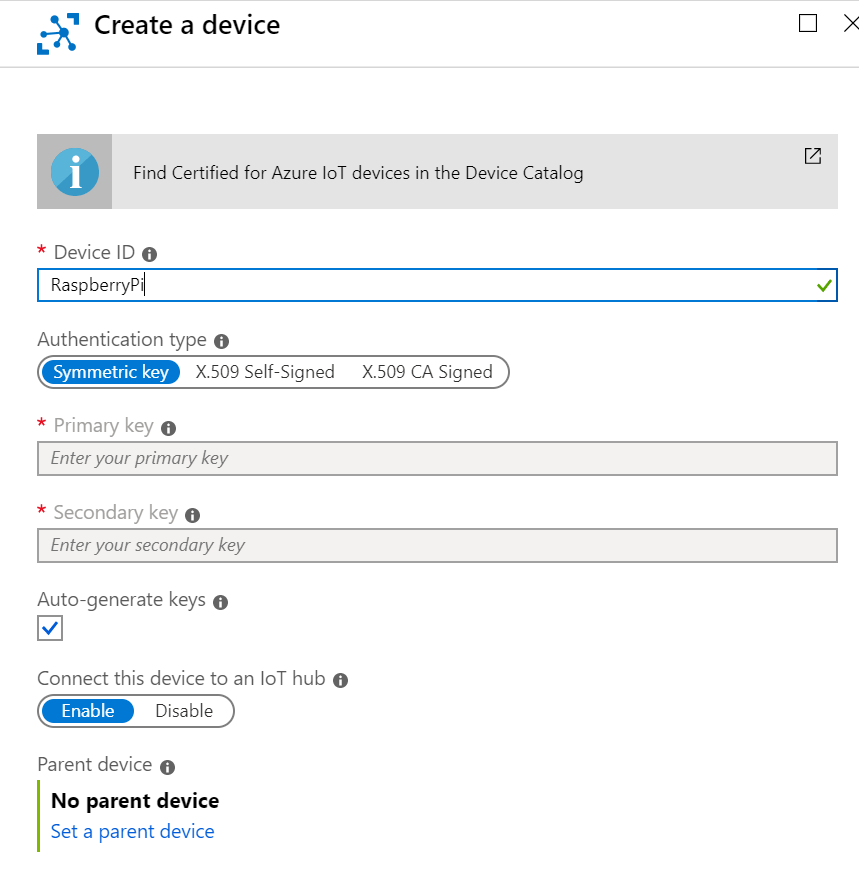 Create a device
Find Certified for Azure IoT devices in the Device Catalog
* Device ID
RaspberryPi
Authentication type
Symmetric key X.509 Self-Signed X.509 CA Signed
* Primary key
Enter your primary key
* Secondary key
Enter your secondary key
Auto-generate keys
Connect this device to an IoT hub
Enable Disable
Parent device
No parent device
Set a parent device